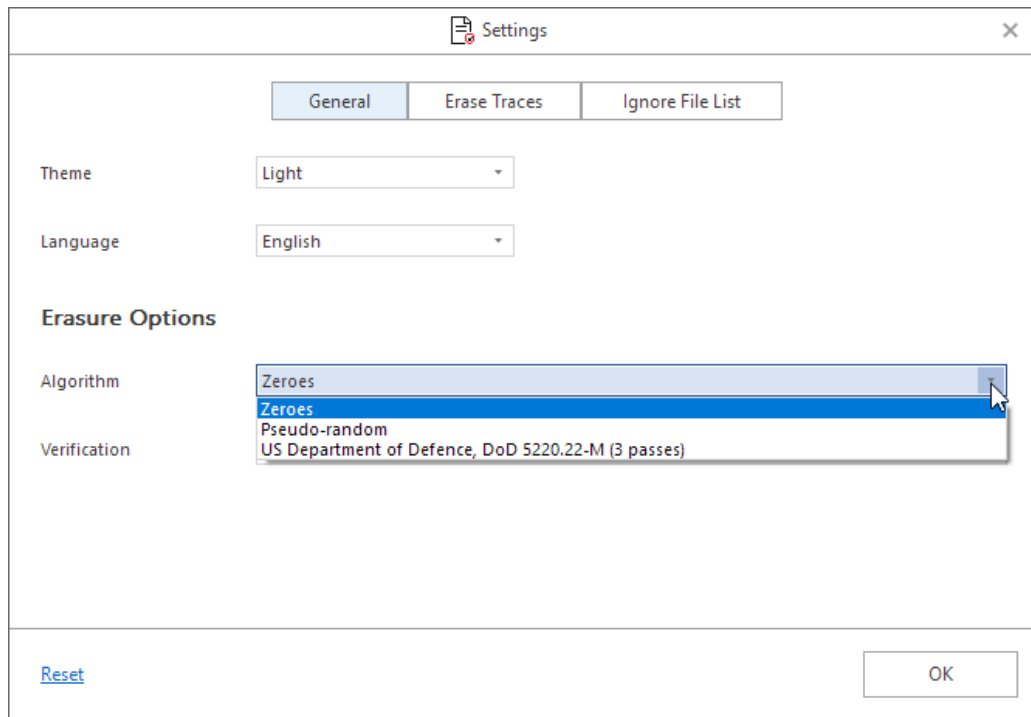 Settings
General Erase Traces Ignore File List
Theme Light
Language English
Erasure Options
Algorithm Zeroes
Zeroes
Pseudo-random
Verification US Department of Defence, DoD 5220.22-M (3 passes)
Reset OK